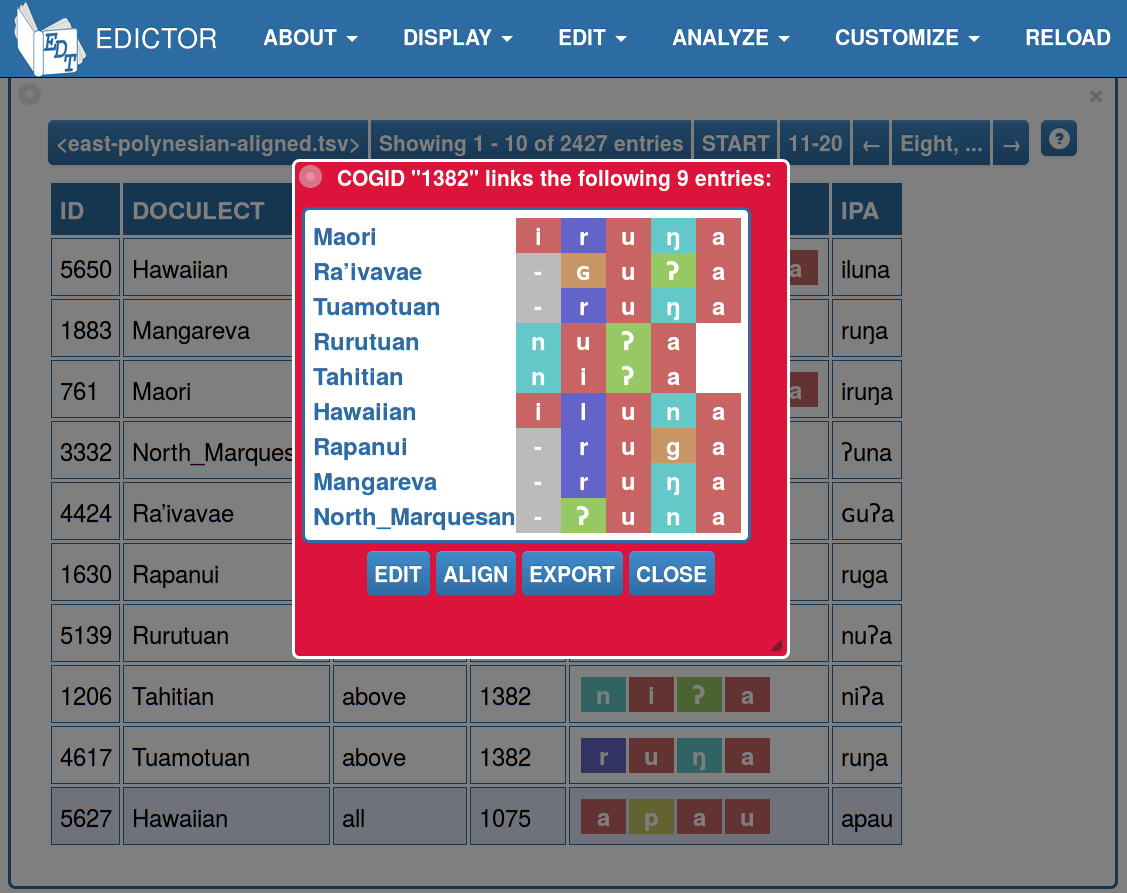 EDT EDICTOR ABOUT DISPLAY EDIT ANALYZE CUSTOMIZE RELOAD
×
<east-polynesian-aligned.tsv> Showing 1 - 10 of 2427 entries START 11-20 ← Eight, ... → ?
COGID "1382" links the following 9 entries:
ID DOCULECT IPA
Maori i r u ŋ a
Ra’ivavae - ɢ u ʔ a
Tuamotuan - r u ŋ a
Rurutuan n u ʔ a
Tahitian n i ʔ a
Hawaiian i l u n a
Rapanui - r u g a
Mangareva - r u ŋ a
North_Marquesan - ʔ u n a
EDIT ALIGN EXPORT CLOSE
5650 Hawaiian a iluna
1883 Mangareva ruŋa
761 Maori a iruŋa
3332 North_Marques ʔuna
4424 Ra’ivavae ɢuʔa
1630 Rapanui ruga
5139 Rurutuan nuʔa
1206 Tahitian above 1382 n i ʔ a niʔa
4617 Tuamotuan above 1382 r u ŋ a ruŋa
5627 Hawaiian all 1075 a p a u apau